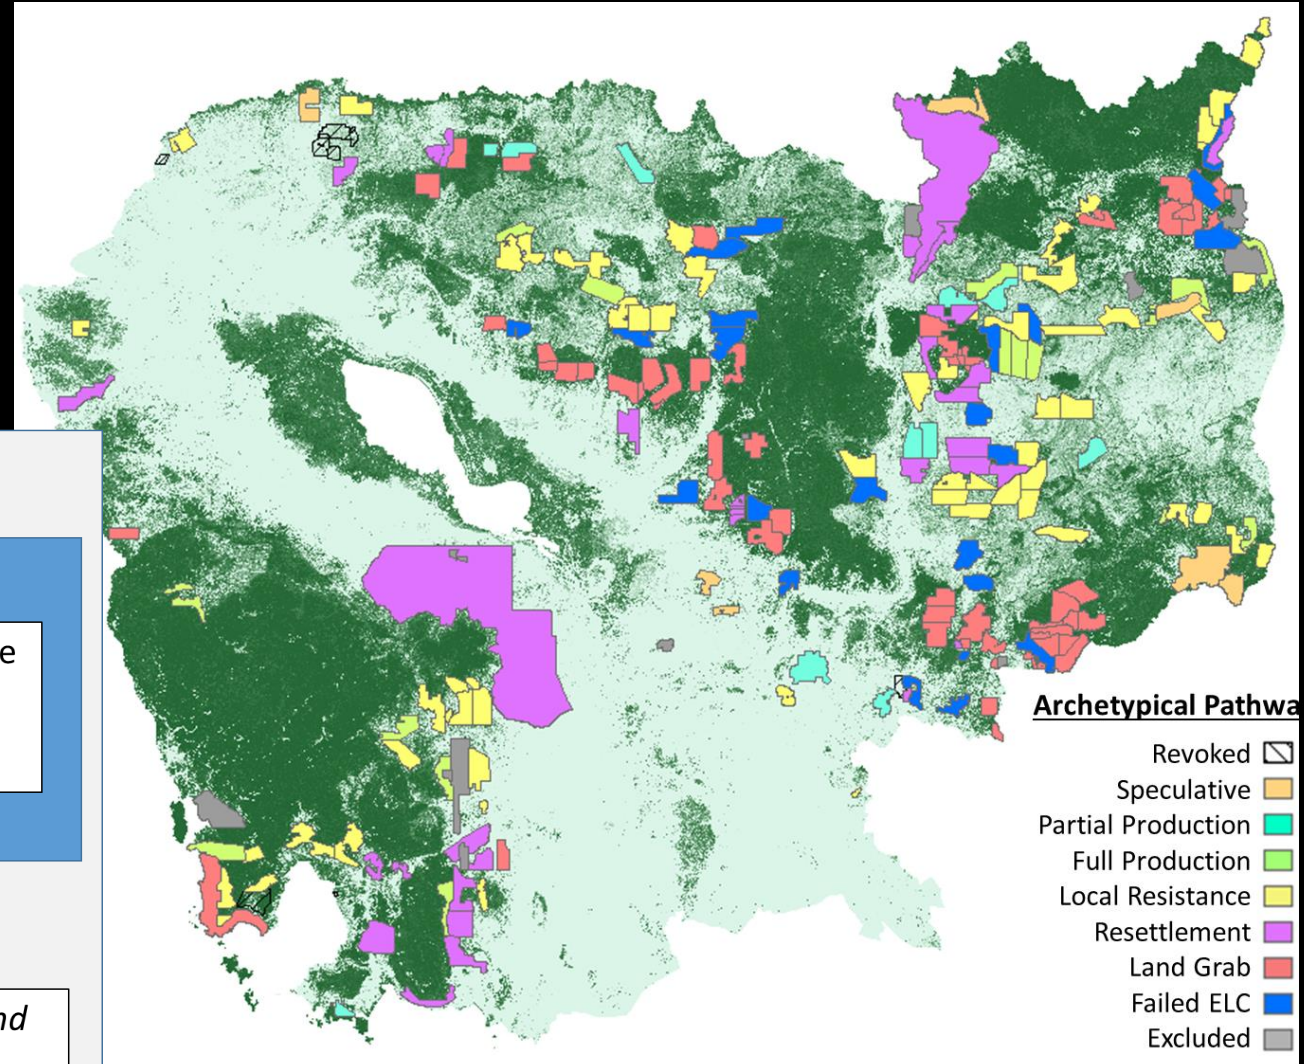 e
nd
Archetypical Pathwa
Revoked
Speculative
Partial Production
Full Production
Local Resistance
Resettlement
Land Grab
Failed ELC
Excluded